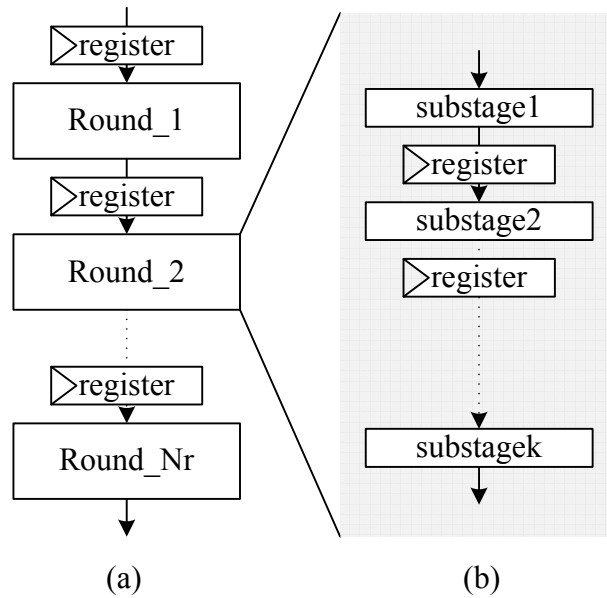 register
Round_1
register
Round_2
register
Round_Nr
(a)
substage1
register
substage2
register
substagek
(b)